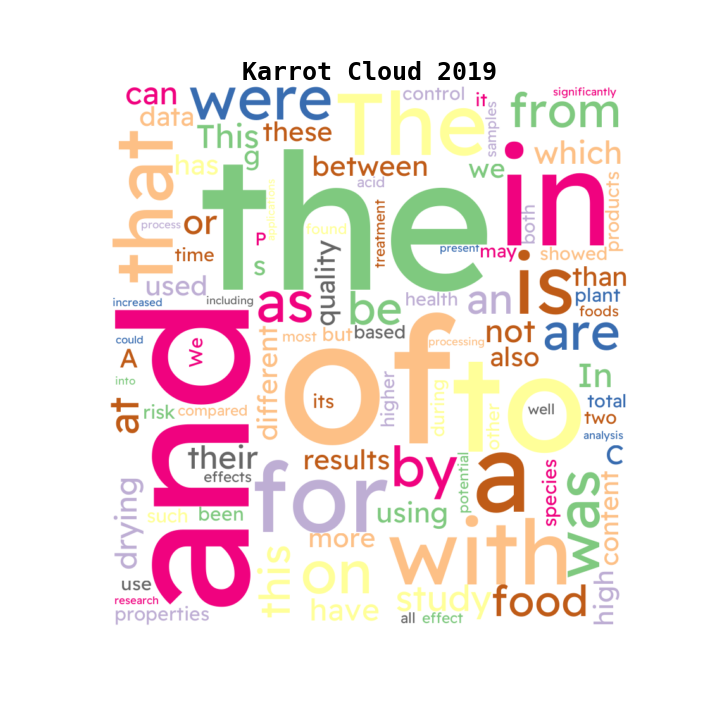 Karrot Cloud 2019
can
were
The
control
it
significantly
from
data
This
these
samples
which
that
has
g
between
acid
we
the
in
both
products
process
or
applications
found
treatment
present
may
showed
time
P
s
quality
used
is
than
increased
including
as
be
health
an
plant
foods
and
could
We
most
but
based
of
processing
not
are
A
different
also
into
its
higher
during
to
well
In
total
at
risk
compared
other
two
analysis
their
results
by
a
C
effects
potential
species
was
content
drying
such
been
for
using
more
with
use
this
on
study
food
high
research
properties
have
all
effect